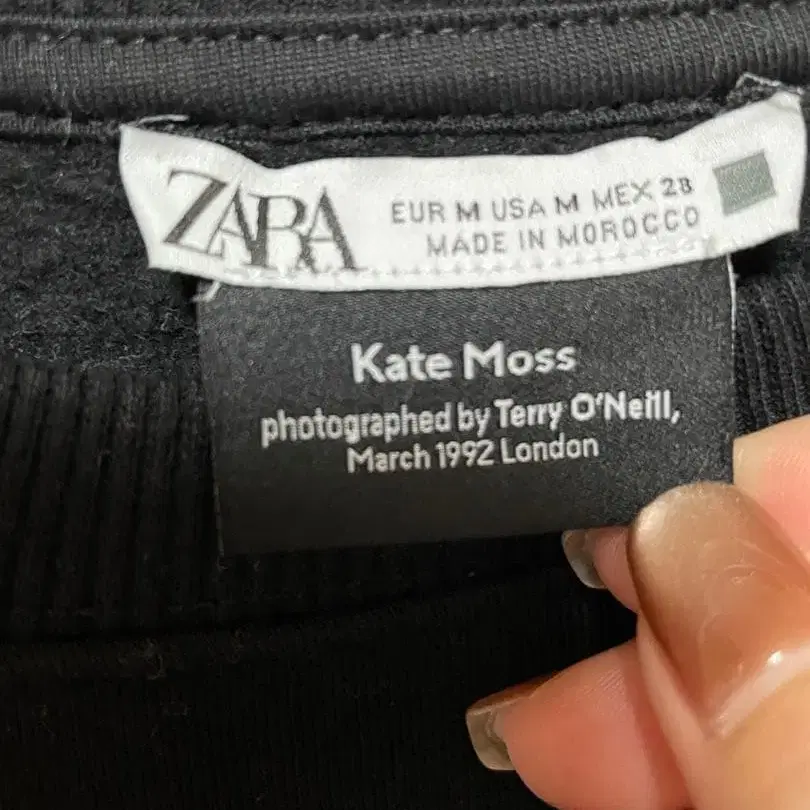 ZARA
EUR M USA M MEX 28
MADE IN MOROCCO
Kate Moss
photographed by Terry O'Neill,
March 1992 London